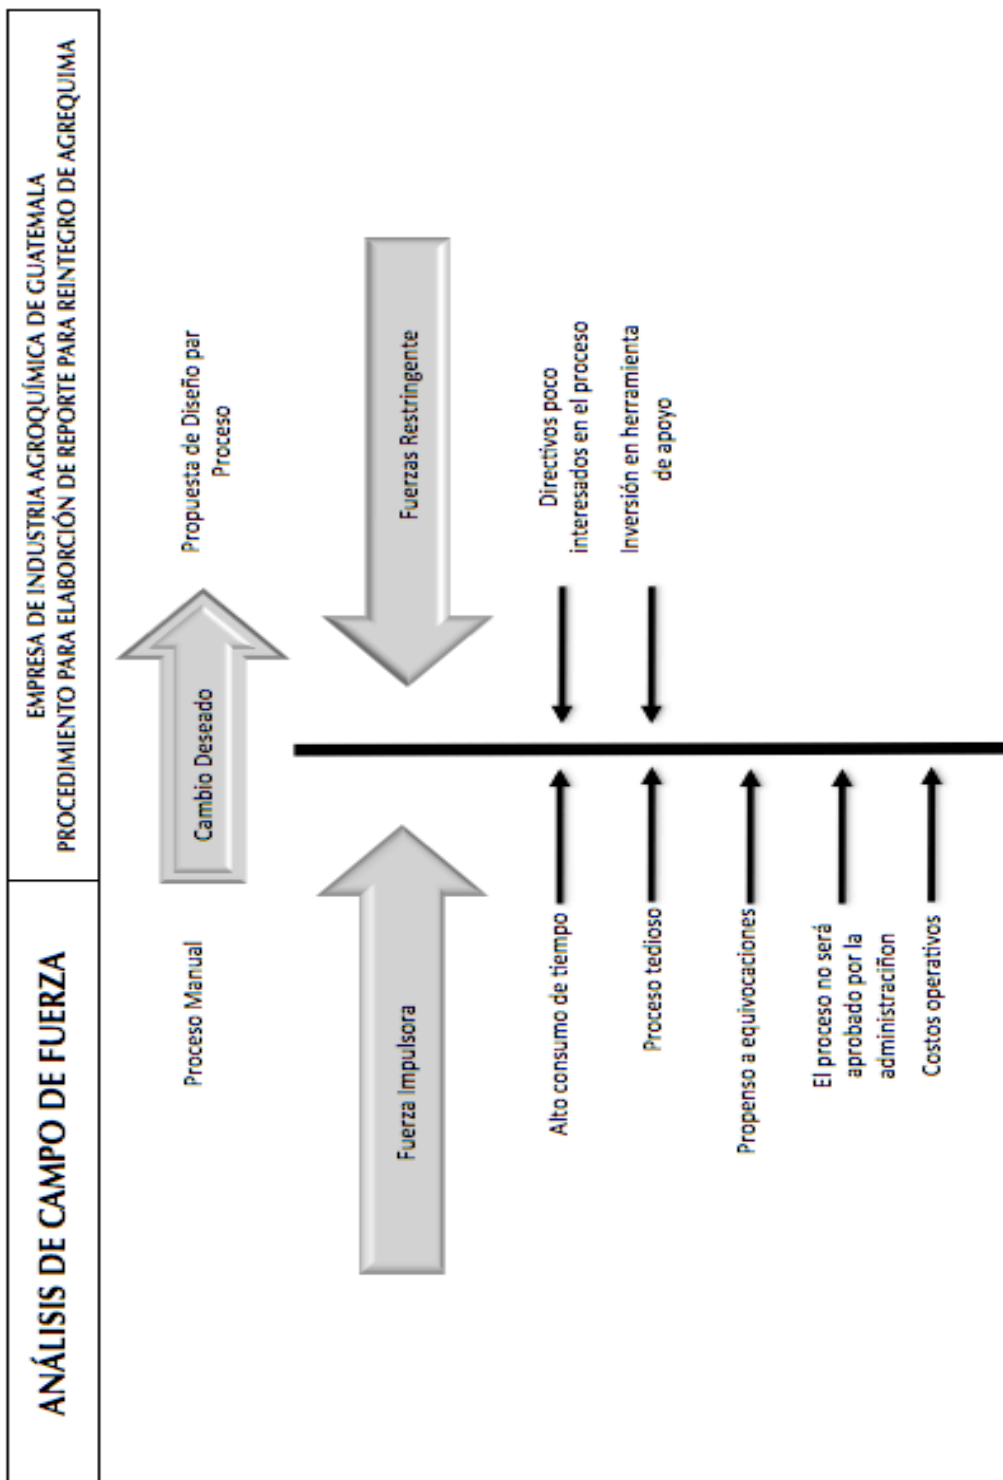 ANÁLISIS DE CAMPO DE FUERZA
EMPRESA DE INDUSTRIA AGROQUÍMICA DE GUATEMALA
PROCEDIMIENTO PARA ELABORCIÓN DE REPORTE PARA REINTEGRO DE AGREQUIMA
Proceso Manual
Cambio Deseado
Propuesta de Diseño par
Proceso
Fuerza Impulsora
Fuerzas Restringente
Alto consumo de tiempo
Directivos poco
interesados en el proceso
Proceso tedioso
Inversión en herramienta
de apoyo
Propenso a equivocaciones
El proceso no será
aprobado por la
administraciñon
Costos operativos